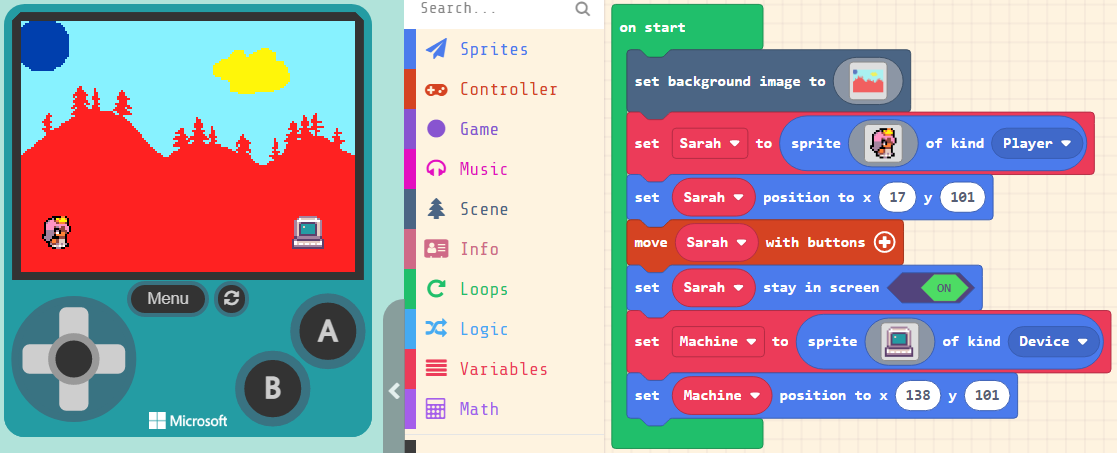 Menu
A
B
Microsoft
Search...
Sprites
Controller
Game
Music
Scene
Info
Loops
Logic
Variables
Math
on start
set background image to
set Sarah to sprite of kind Player
set Sarah position to x 17 y 101
move Sarah with buttons
set Sarah stay in screen ON
set Machine to sprite of kind Device
set Machine position to x 138 y 101